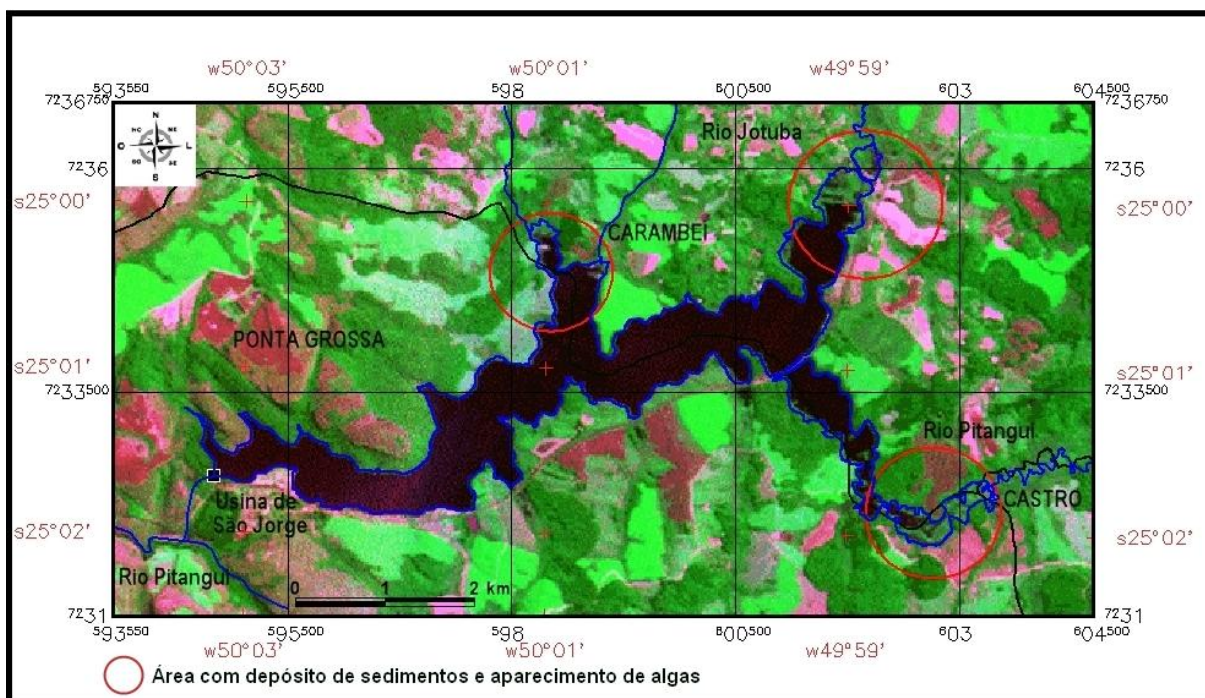 w50°03’ w50°01’ w49°59’
593550 595500 598 600500 603 604500
7236750 7236750
N
NE
O L
SO SE
S
Rio Jotuba
7236 7236
s25°00’ s25°00’
CARAMBEÍ
PONTA GROSSA
s25°01’ s25°01’
7233500 7233500
Rio Pitangui
Usina de
São Jorge
CASTRO
s25°02’ s25°02’
Rio Pitangui
0 1 2 km
7231 7231
593550 595500 598 600500 603 604500
w50°03’ w50°01’ w49°59’
Área com depósito de sedimentos e aparecimento de algas